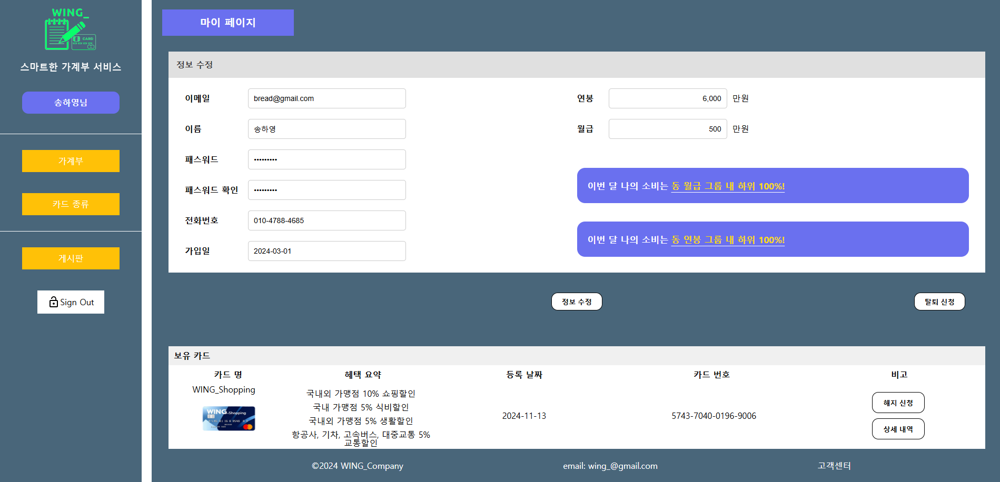 WING_
CARD
스마트한 가계부 서비스
송하영님
가계부
카드 종류
게시판
Sign Out
마이 페이지
정보 수정
이메일 bread@gmail.com
이름 송하영
패스워드 •••••••••
패스워드 확인 •••••••••
전화번호 010-4788-4685
가입일 2024-03-01
연봉 6,000 만원
월급 500 만원
이번 달 나의 소비는 동 월급 그룹 내 하위 100%!
이번 달 나의 소비는 동 연봉 그룹 내 하위 100%!
정보 수정
탈퇴 신청
보유 카드
카드 명 혜택 요약 등록 날짜 카드 번호 비고
WING_Shopping
WING_Shopping
국내외 가맹점 10% 쇼핑할인
국내 가맹점 5% 식비할인
국내외 가맹점 5% 생활할인
항공사, 기차, 고속버스, 대중교통 5%
교통할인
2024-11-13
5743-7040-0196-9006
해지 신청
상세 내역
©2024 WING_Company
email: wing_@gmail.com
고객센터